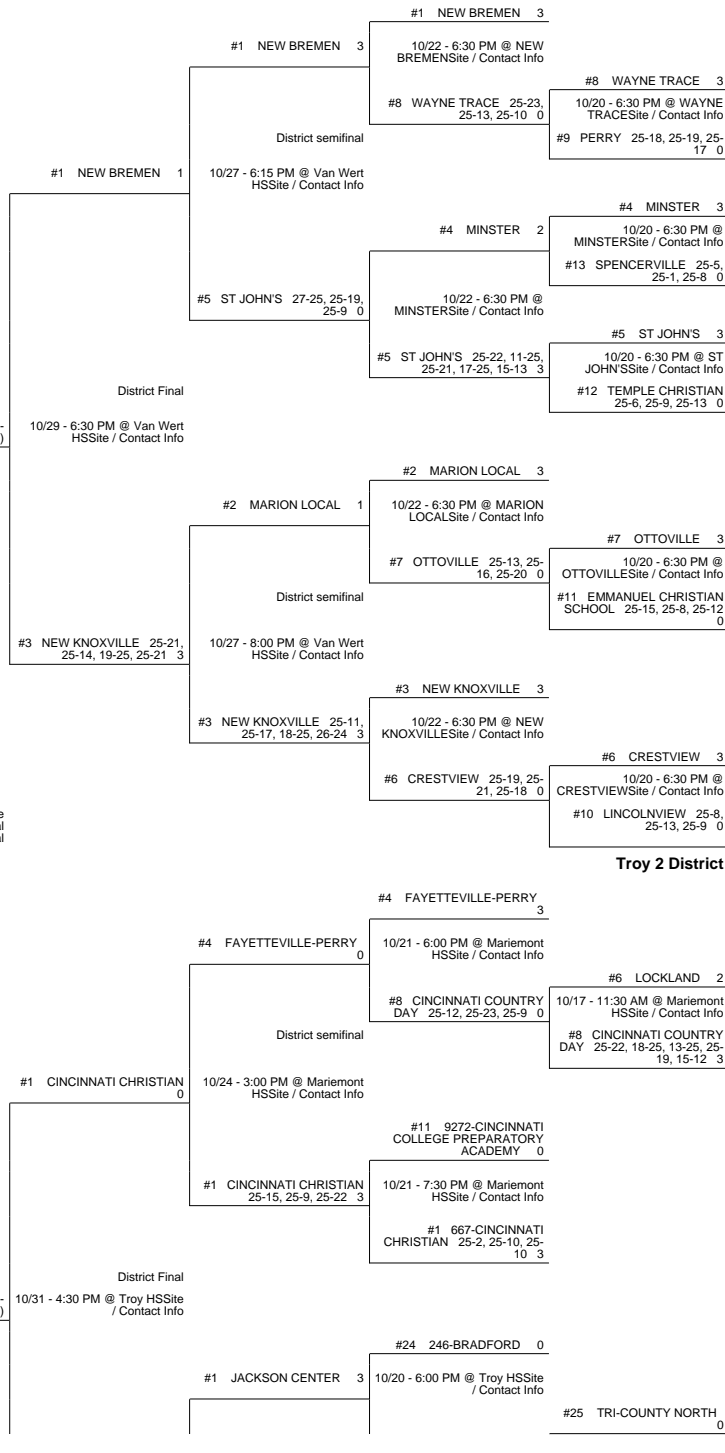 #1 NEW BREMEN 3
#1 NEW BREMEN 3
10/22 - 6:30 PM @ NEW
BREMENSite / Contact Info
#8 WAYNE TRACE 3
#8 WAYNE TRACE 25-23,
25-13, 25-10 0
10/20 - 6:30 PM @ WAYNE
TRACESite / Contact Info
District semifinal
#9 PERRY 25-18, 25-19, 25-
17 0
#1 NEW BREMEN 1
10/27 - 6:15 PM @ Van Wert
HSSite / Contact Info
#4 MINSTER 3
#4 MINSTER 2
10/20 - 6:30 PM @
MINSTERSite / Contact Info
#13 SPENCERVILLE 25-5,
25-1, 25-8 0
#5 ST JOHN'S 27-25, 25-19,
25-9 0
10/22 - 6:30 PM @
MINSTERSite / Contact Info
#5 ST JOHN'S 3
#5 ST JOHN'S 25-22, 11-25,
25-21, 17-25, 15-13 3
10/20 - 6:30 PM @ ST
JOHN'SSite / Contact Info
District Final
#12 TEMPLE CHRISTIAN
25-6, 25-9, 25-13 0
-
)
10/29 - 6:30 PM @ Van Wert
HSSite / Contact Info
#2 MARION LOCAL 3
#2 MARION LOCAL 1
10/22 - 6:30 PM @ MARION
LOCALSite / Contact Info
#7 OTTOVILLE 3
#7 OTTOVILLE 25-13, 25-
16, 25-20 0
10/20 - 6:30 PM @
OTTOVILLESite / Contact Info
District semifinal
#11 EMMANUEL CHRISTIAN
SCHOOL 25-15, 25-8, 25-12
0
#3 NEW KNOXVILLE 25-21,
25-14, 19-25, 25-21 3
10/27 - 8:00 PM @ Van Wert
HSSite / Contact Info
#3 NEW KNOXVILLE 3
#3 NEW KNOXVILLE 25-11,
25-17, 18-25, 26-24 3
10/22 - 6:30 PM @ NEW
KNOXVILLESite / Contact Info
#6 CRESTVIEW 3
#6 CRESTVIEW 25-19, 25-
21, 25-18 0
10/20 - 6:30 PM @
CRESTVIEWSite / Contact Info
#10 LINCOLNVIEW 25-8,
25-13, 25-9 0
Troy 2 District
#4 FAYETTEVILLE-PERRY
3
#4 FAYETTEVILLE-PERRY
0
10/21 - 6:00 PM @ Mariemont
HSSite / Contact Info
#6 LOCKLAND 2
#8 CINCINNATI COUNTRY
DAY 25-12, 25-23, 25-9 0
10/17 - 11:30 AM @ Mariemont
HSSite / Contact Info
District semifinal
#8 CINCINNATI COUNTRY
DAY 25-22, 18-25, 13-25, 25-
19, 15-12 3
#1 CINCINNATI CHRISTIAN
0
10/24 - 3:00 PM @ Mariemont
HSSite / Contact Info
#11 9272-CINCINNATI
COLLEGE PREPARATORY
ACADEMY 0
#1 CINCINNATI CHRISTIAN
25-15, 25-9, 25-22 3
10/21 - 7:30 PM @ Mariemont
HSSite / Contact Info
#1 667-CINCINNATI
CHRISTIAN 25-2, 25-10, 25-
10 3
District Final
-
)
10/31 - 4:30 PM @ Troy HSSite
/ Contact Info
#24 246-BRADFORD 0
#1 JACKSON CENTER 3
10/20 - 6:00 PM @ Troy HSSite
/ Contact Info
#25 TRI-COUNTY NORTH
0